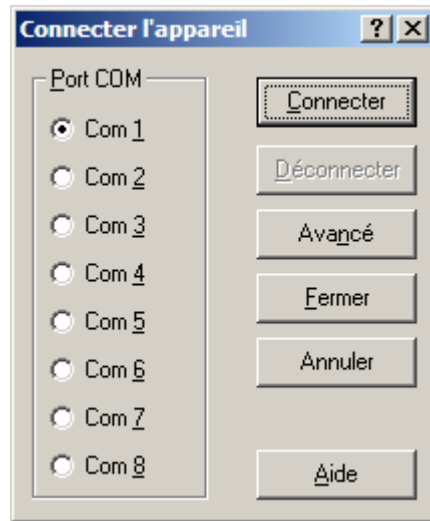 Connecter l'appareil ? ×
Port COM
Com 1
Com 2
Com 3
Com 4
Com 5
Com 6
Com 7
Com 8
Connecter
Déconnecter
Avancé
Fermer
Annuler
Aide